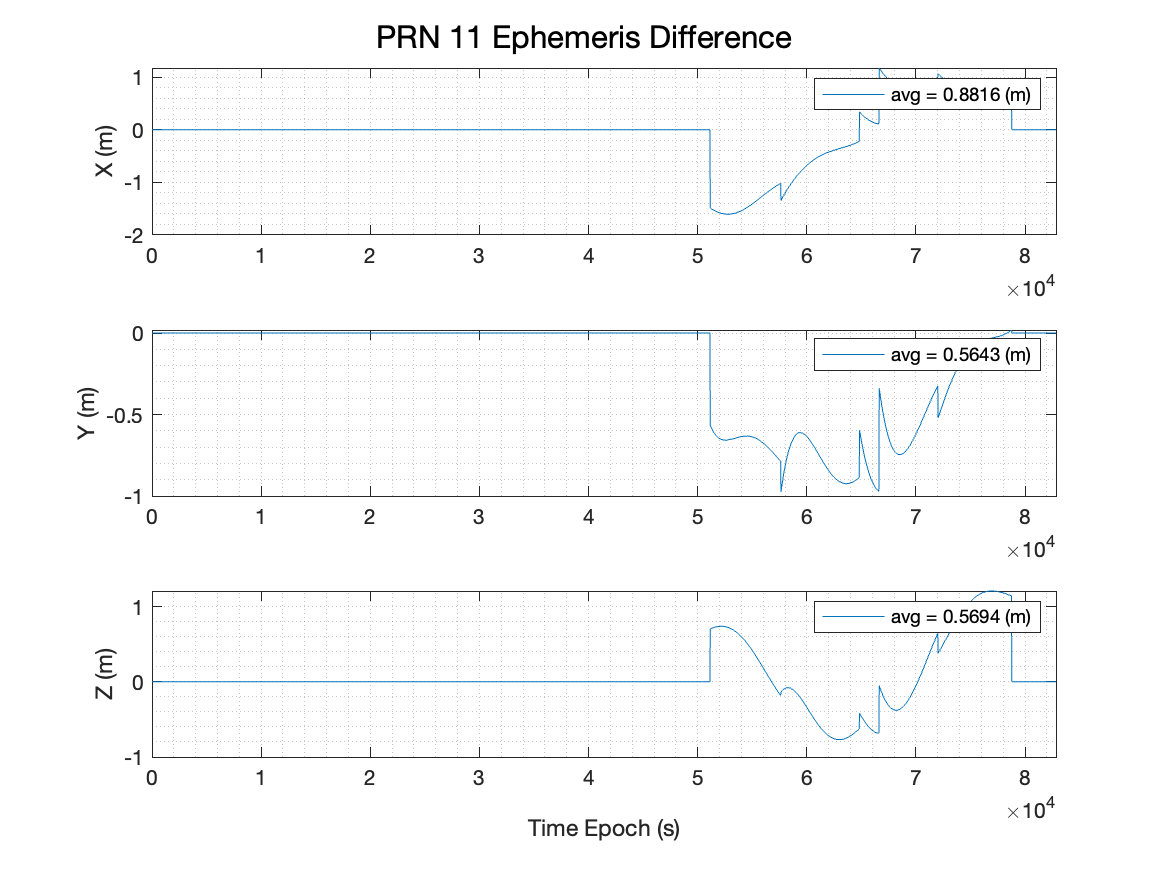 PRN 11 Ephemeris Difference
1
0
-1
-2
X (m)
avg = 0.8816 (m)
0 1 2 3 4 5 6 7 8
×10^4
0
-0.5
-1
Y (m)
avg = 0.5643 (m)
0 1 2 3 4 5 6 7 8
×10^4
1
0
-1
Z (m)
avg = 0.5694 (m)
0 1 2 3 4 5 6 7 8
×10^4
Time Epoch (s)